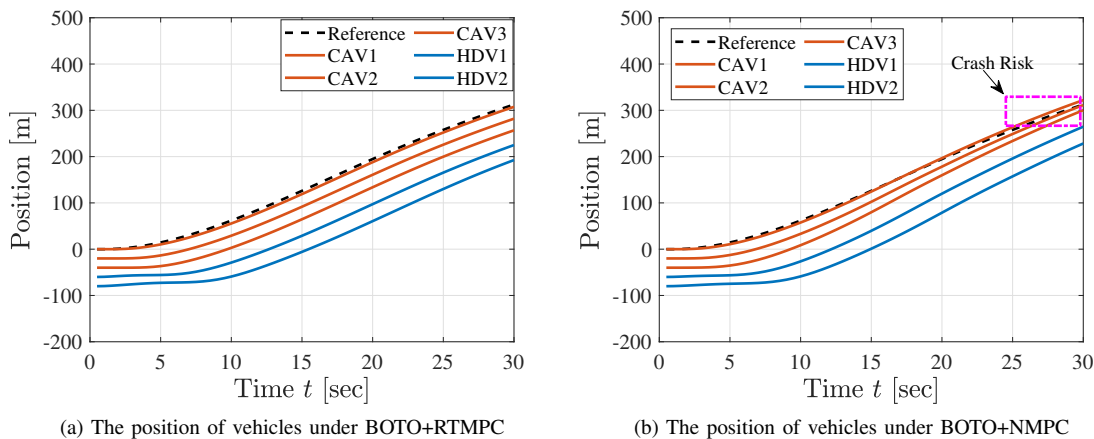 500
400
300
200
100
0
-100
-200
Position [m]
Reference
CAV1
CAV2
CAV3
HDV1
HDV2
0 5 10 15 20 25 30
Time t [sec]
(a) The position of vehicles under BOTO+RTMPC
500
400
300
200
100
0
-100
-200
Position [m]
Reference
CAV1
CAV2
CAV3
HDV1
HDV2
Crash Risk
0 5 10 15 20 25 30
Time t [sec]
(b) The position of vehicles under BOTO+NMPC